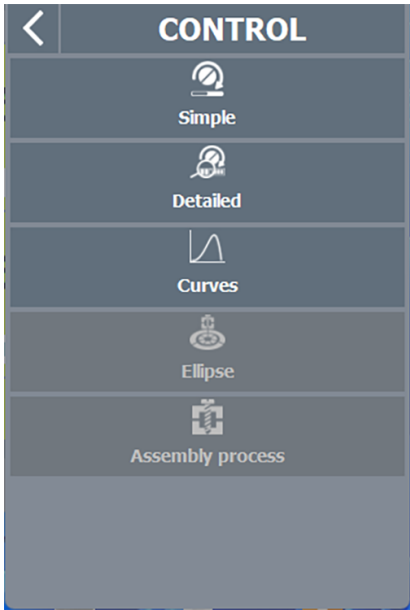 CONTROL
Simple
Detailed
Curves
Ellipse
Assembly process